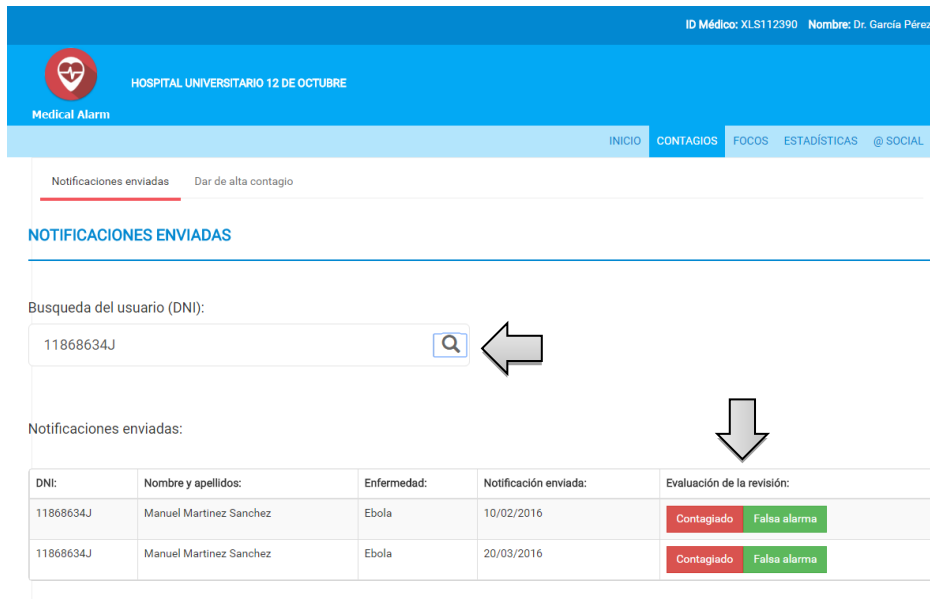 ID Médico: XLS112390 Nombre: Dr. García Pérez
HOSPITAL UNIVERSITARIO 12 DE OCTUBRE
Medical Alarm
INICIO CONTAGIOS FOCOS ESTADÍSTICAS @ SOCIAL
Notificaciones enviadas Dar de alta contagio
NOTIFICACIONES ENVIADAS
Busqueda del usuario (DNI):
11868634J
Notificaciones enviadas:
DNI: Nombre y apellidos: Enfermedad: Notificación enviada: Evaluación de la revisión:
11868634J Manuel Martinez Sanchez Ebola 10/02/2016 Contagiado Falsa alarma
11868634J Manuel Martinez Sanchez Ebola 20/03/2016 Contagiado Falsa alarma